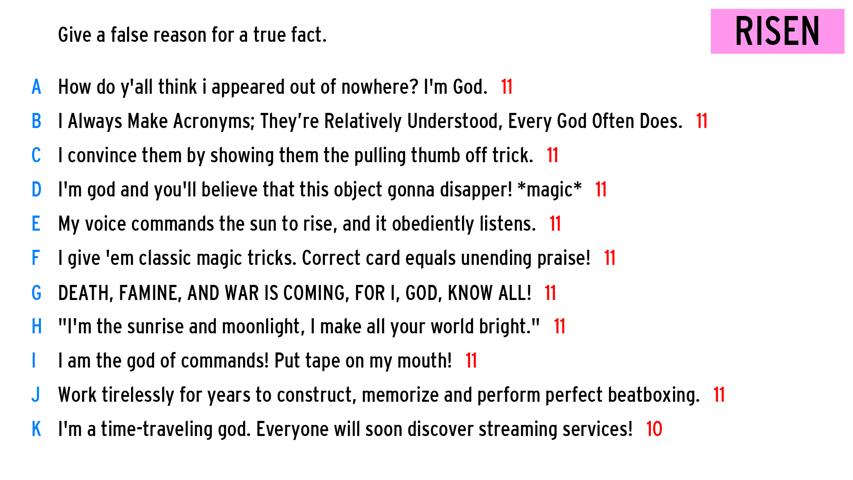 Give a false reason for a true fact.
RISEN
A How do y'all think i appeared out of nowhere? I'm God. 11
B I Always Make Acronyms; They’re Relatively Understood, Every God Often Does. 11
C I convince them by showing them the pulling thumb off trick. 11
D I'm god and you'll believe that this object gonna disapper! *magic* 11
E My voice commands the sun to rise, and it obediently listens. 11
F I give 'em classic magic tricks. Correct card equals unending praise! 11
G DEATH, FAMINE, AND WAR IS COMING, FOR I, GOD, KNOW ALL! 11
H "I'm the sunrise and moonlight, I make all your world bright." 11
I I am the god of commands! Put tape on my mouth! 11
J Work tirelessly for years to construct, memorize and perform perfect beatboxing. 11
K I'm a time-traveling god. Everyone will soon discover streaming services! 10